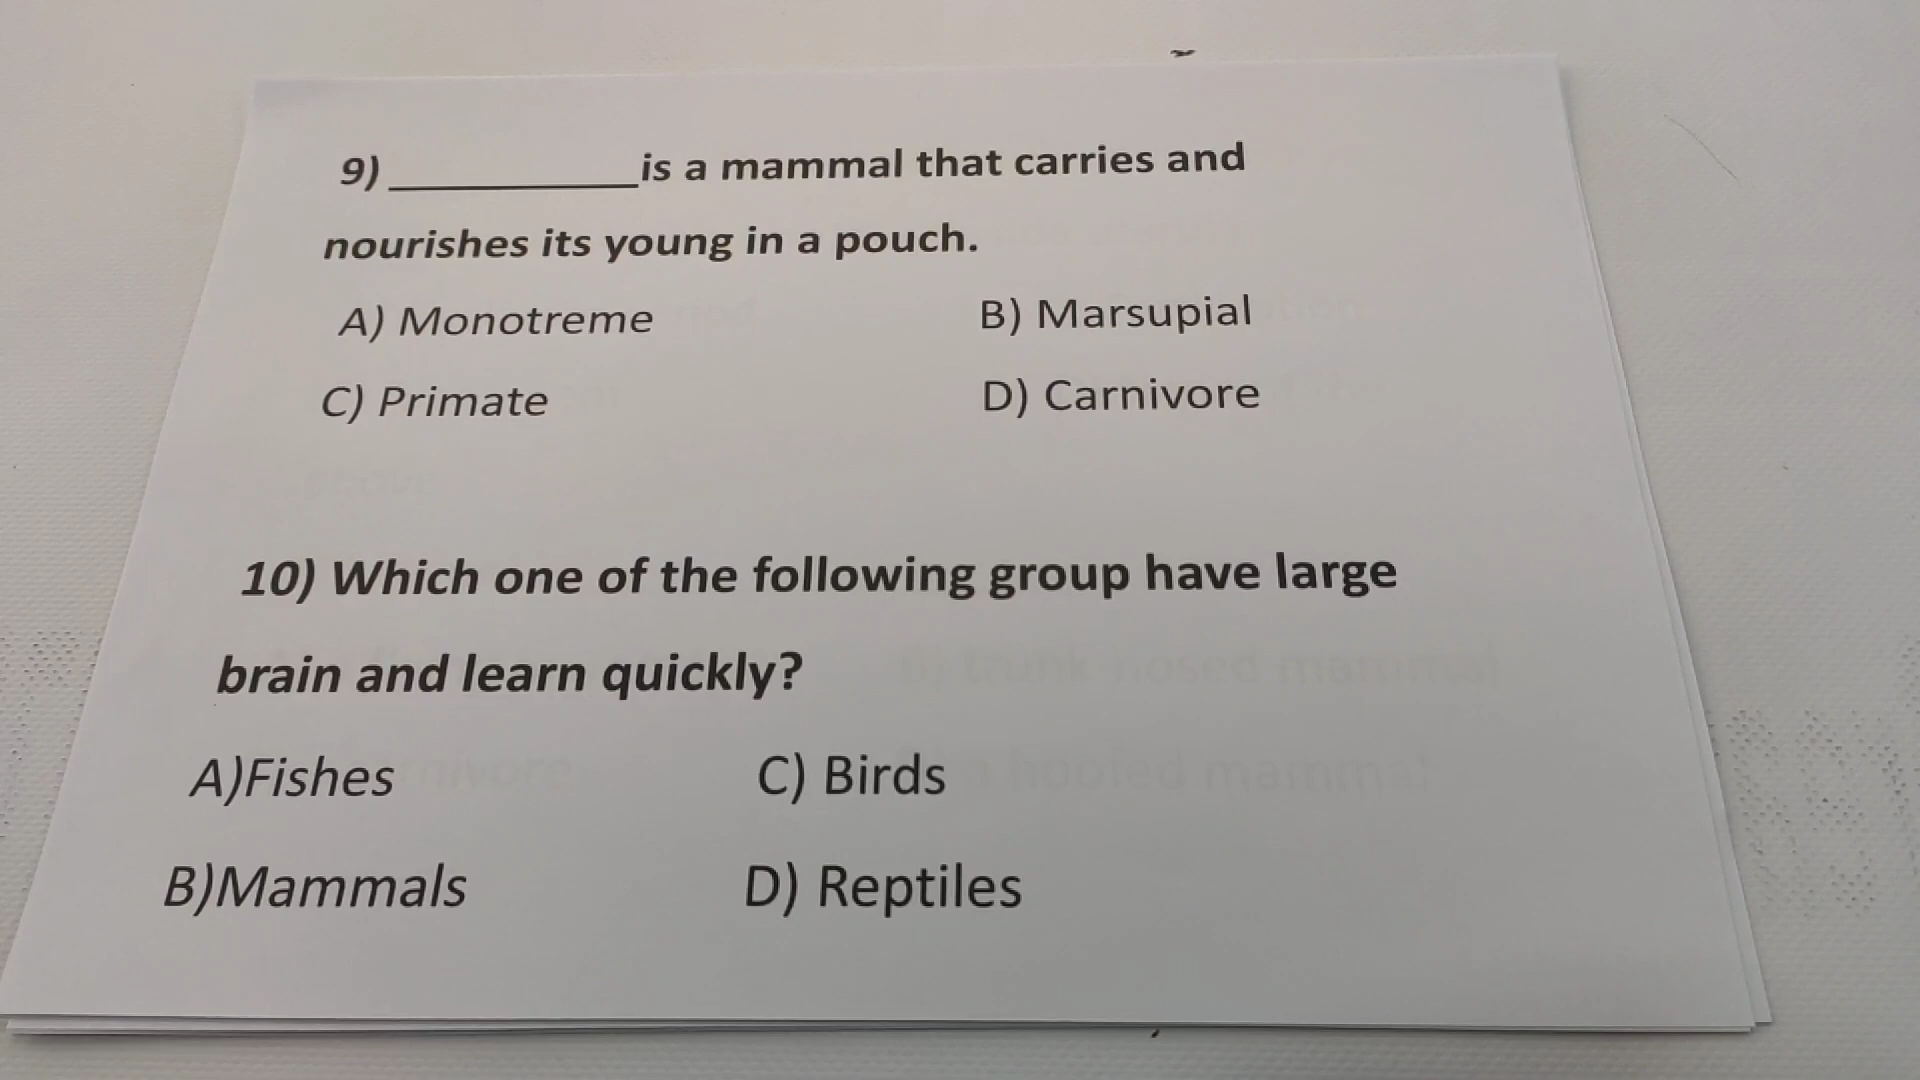 9) __________is a mammal that carries and
nourishes its young in a pouch.
A) Monotreme B) Marsupial
C) Primate D) Carnivore
10) Which one of the following group have large
brain and learn quickly?
A)Fishes C) Birds
B)Mammals D) Reptiles